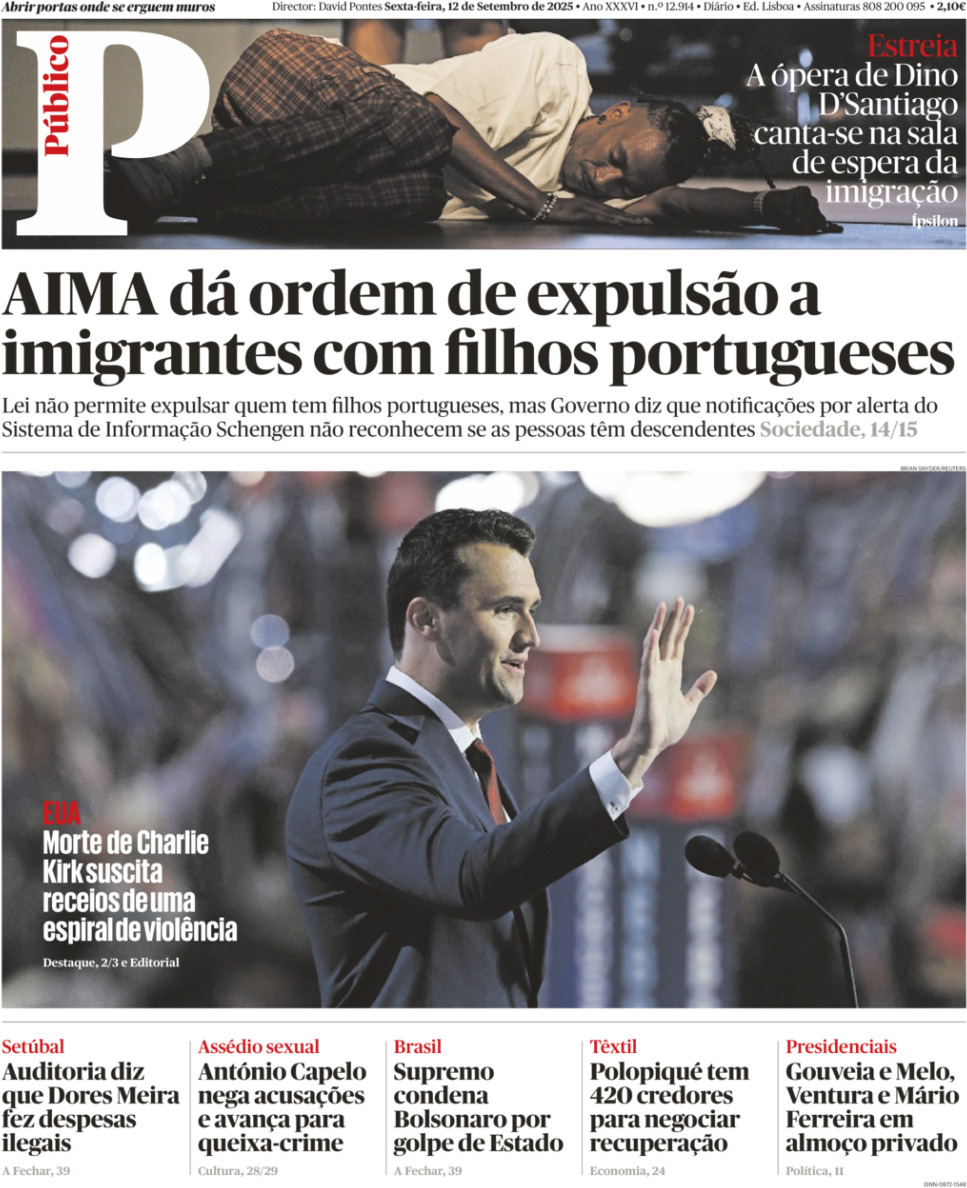 Abrir portas onde se erguem muros
Director: David Pontes Sexta-feira, 12 de Setembro de 2025 • Ano XXXVI • n.º 12.914 • Diário • Ed. Lisboa • Assinaturas 808 200 095 • 2,10€
P
Público
Estreia
A ópera de Dino
D’Santiago
canta-se na sala
de espera da
imigração
Ípsilon
AIMA dá ordem de expulsão a
imigrantes com filhos portugueses
Lei não permite expulsar quem tem filhos portugueses, mas Governo diz que notificações por alerta do
Sistema de Informação Schengen não reconhecem se as pessoas têm descendentes Sociedade, 14/15
BRIAN SNYDER/REUTERS
EUA
Morte de Charlie
Kirk suscita
receios de uma
espiral de violência
Destaque, 2/3 e Editorial
Setúbal
Auditoria diz
que Dores Meira
fez despesas
ilegais
A Fechar, 39
Assédio sexual
António Capelo
nega acusações
e avança para
queixa-crime
Cultura, 28/29
Brasil
Supremo
condena
Bolsonaro por
golpe de Estado
A Fechar, 39
Têxtil
Polopiqué tem
420 credores
para negociar
recuperação
Economia, 24
Presidenciais
Gouveia e Melo,
Ventura e Mário
Ferreira em
almoço privado
Política, 11
ISNN-0872-1548